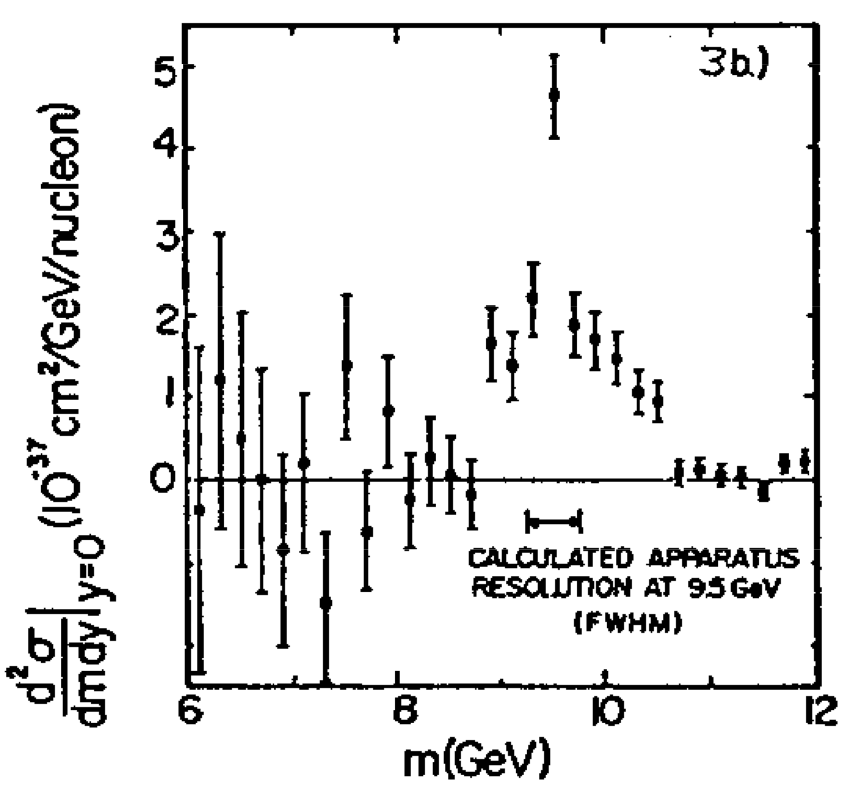 3b)
5
4
3
2
1
0
d²σ/dmdy|y=0 (10⁻³⁷ cm²/GeV/nucleon)
CALCULATED APPARATUS
RESOLUTION AT 9.5 GeV
(FWHM)
6 8 10 12
m(GeV)